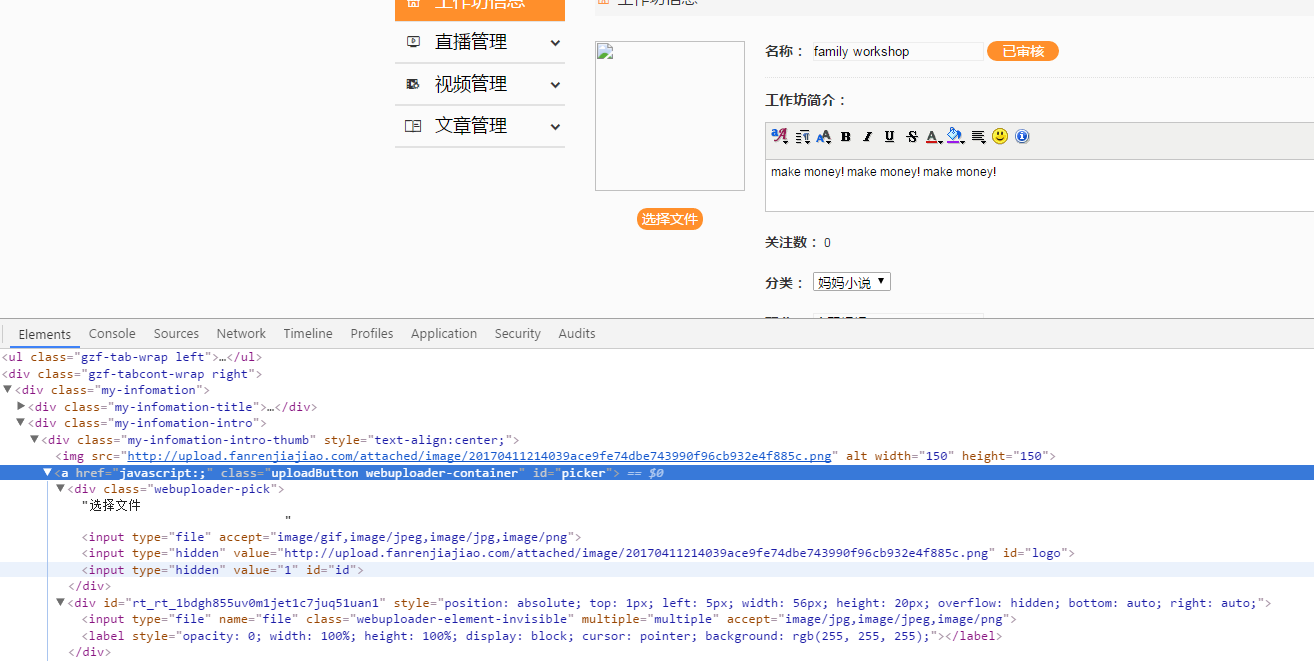 工作坊信息
工作坊信息
直播管理
视频管理
文章管理
名称： family workshop 已审核
工作坊简介：
make money! make money! make money!
选择文件
关注数： 0
分类： 妈妈小说
Elements Console Sources Network Timeline Profiles Application Security Audits
<ul class="gzf-tab-wrap left">…</ul>
<div class="gzf-tabcont-wrap right">
<div class="my-infomation">
<div class="my-infomation-title">…</div>
<div class="my-infomation-intro">
<div class="my-infomation-intro-thumb" style="text-align:center;">
<img src="http://upload.fanrenjiajiao.com/attached/image/20170411214039ace9fe74dbe743990f96cb932e4f885c.png" alt width="150" height="150">
<a href="javascript:;" class="uploadButton webuploader-container" id="picker"> == $0
<div class="webuploader-pick">
"选择文件
"
<input type="file" accept="image/gif,image/jpeg,image/jpg,image/png">
<input type="hidden" value="http://upload.fanrenjiajiao.com/attached/image/20170411214039ace9fe74dbe743990f96cb932e4f885c.png" id="logo">
<input type="hidden" value="1" id="id">
</div>
<div id="rt_rt_1bdgh855uv0m1jet1c7juq51uan1" style="position: absolute; top: 1px; left: 5px; width: 56px; height: 20px; overflow: hidden; bottom: auto; right: auto;">
<input type="file" name="file" class="webuploader-element-invisible" multiple="multiple" accept="image/jpg,image/jpeg,image/png">
<label style="opacity: 0; width: 100%; height: 100%; display: block; cursor: pointer; background: rgb(255, 255, 255);"></label>
</div>